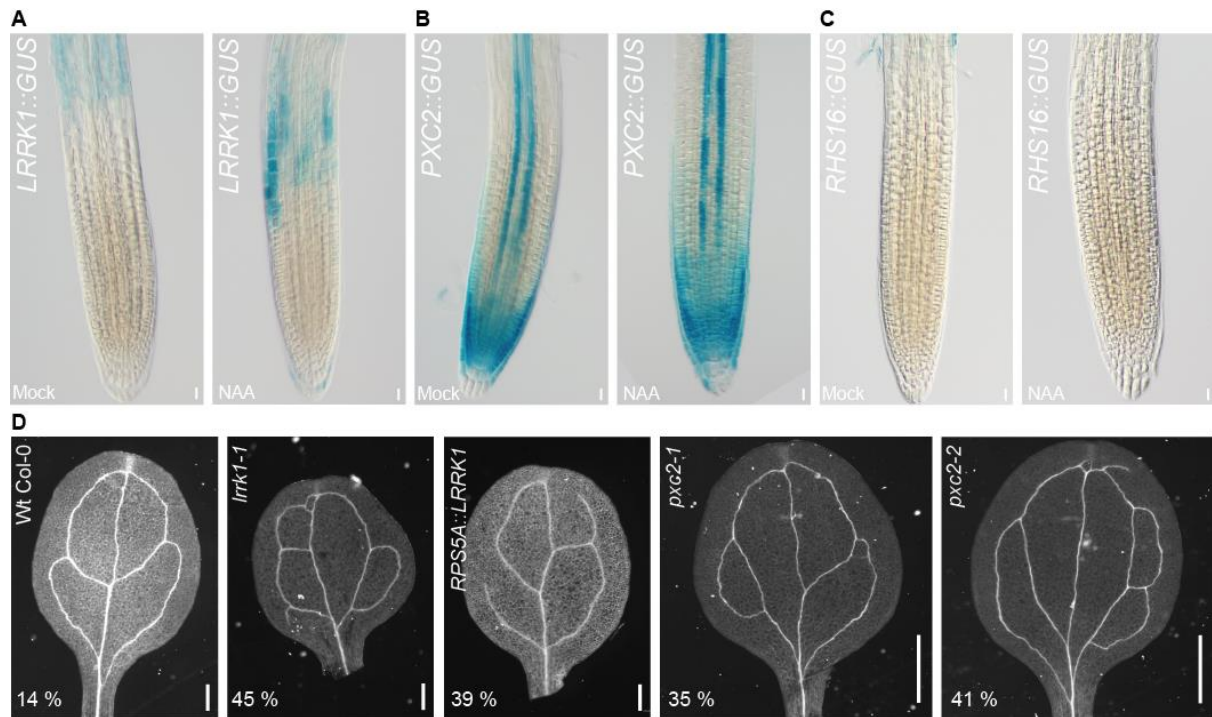 A
B
C
LRRK1::GUS
LRRK1::GUS
PXC2::GUS
PXC2::GUS
RHS16::GUS
RHS16::GUS
Mock
NAA
Mock
NAA
Mock
NAA
D
Wt Col-0
lrrk1-1
RPS5A::LRRK1
pxc2-1
pxc2-2
14 %
45 %
39 %
35 %
41 %